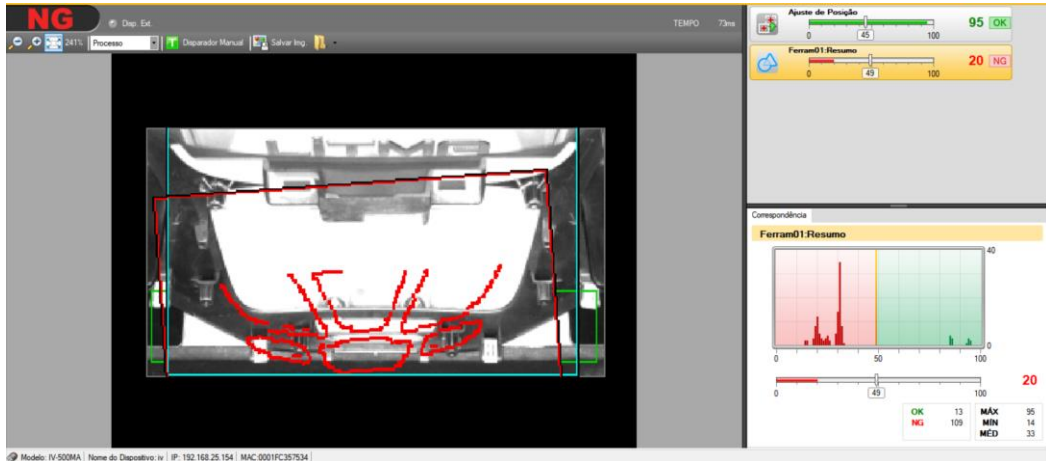 NG
Disp. Ext.
TEMPO 73ms
241% Processo Disparador Manual Salvar Img.
Ajuste de Posição
0 45 100
95 OK
Ferram01:Resumo
0 49 100
20 NG
Correspondência
Ferram01:Resumo
40
0
0 50 100
20
0 49 100
OK 13 MÁX 95
NG 109 MÍN 14
MÉD 33
Modelo: IV-500MA Nome do Dispositivo: iv IP: 192.168.25.154 MAC:0001FC357534